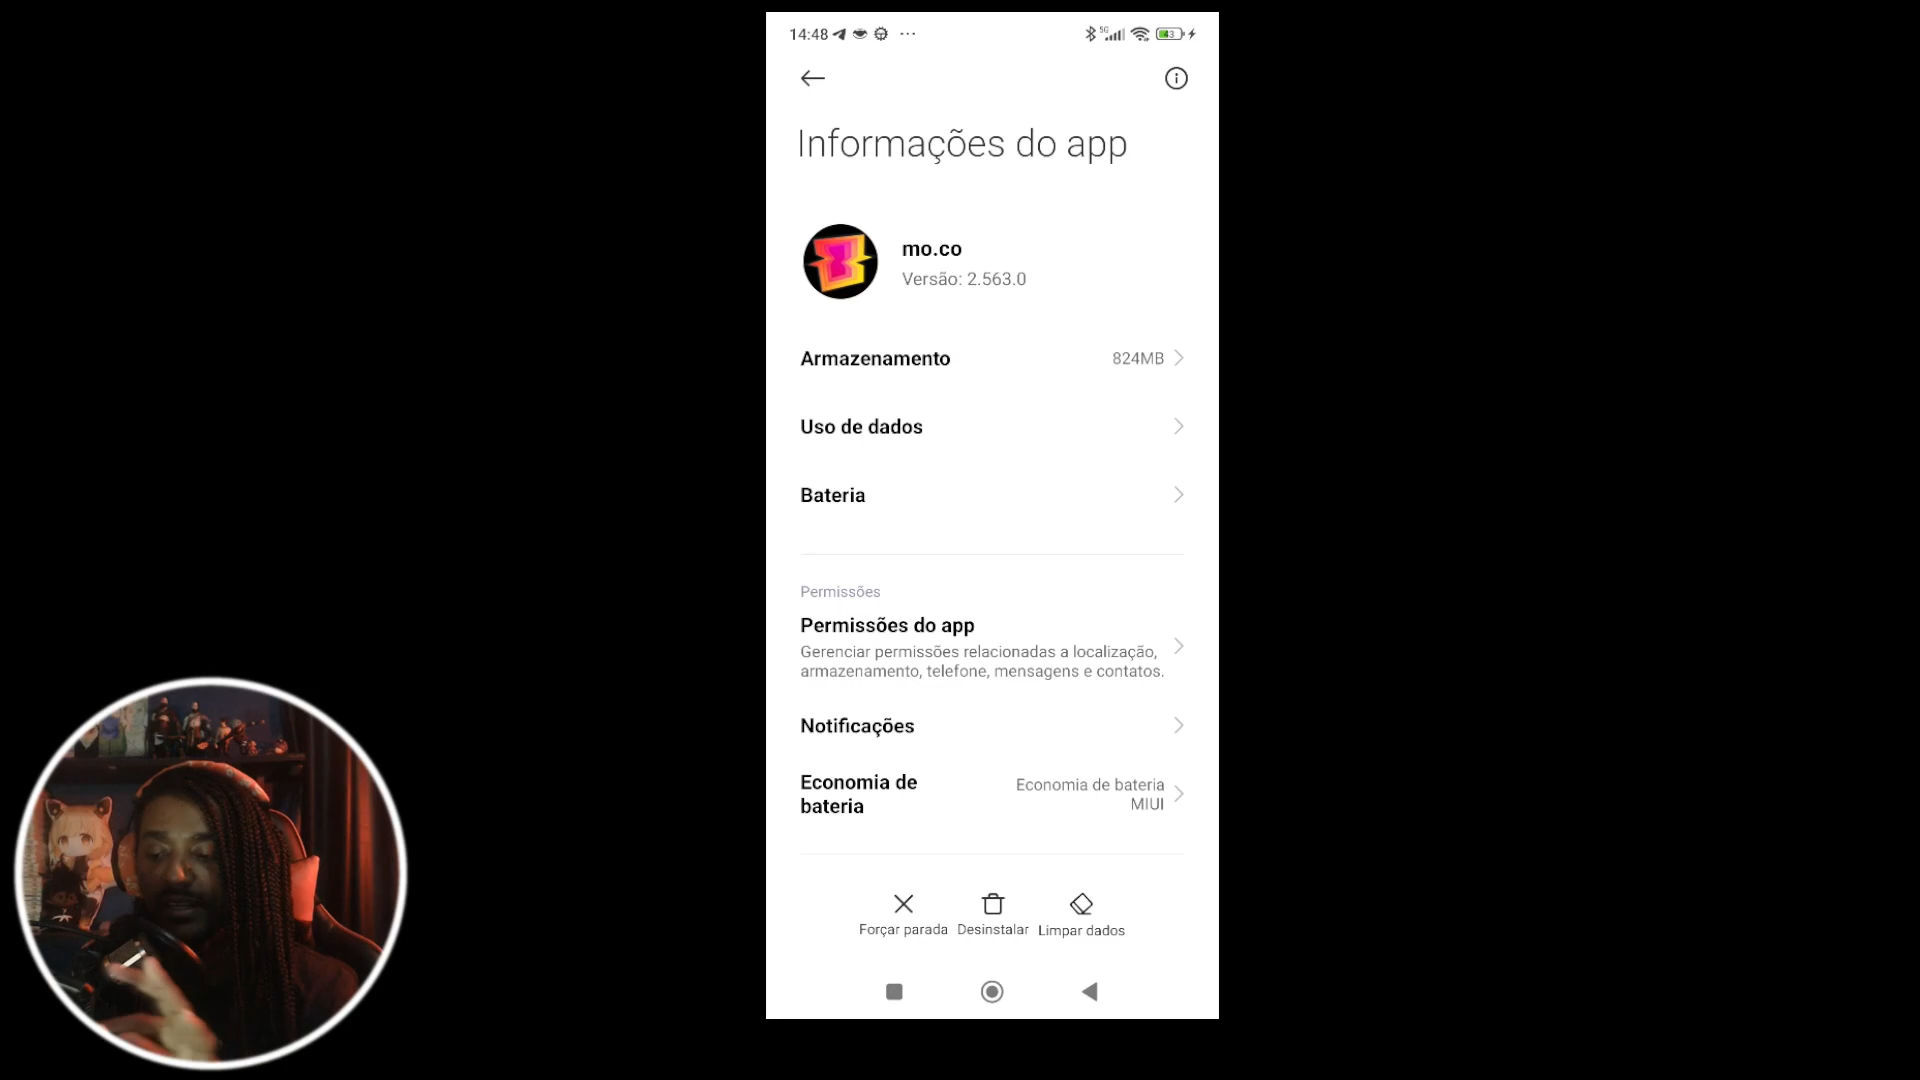 14:48
5G
43
Informações do app
mo.co
Versão: 2.563.0
Armazenamento
824MB
Uso de dados
Bateria
Permissões
Permissões do app
Gerenciar permissões relacionadas a localização,
armazenamento, telefone, mensagens e contatos.
Notificações
Economia de
bateria
Economia de bateria
MIUI
Forçar parada
Desinstalar
Limpar dados